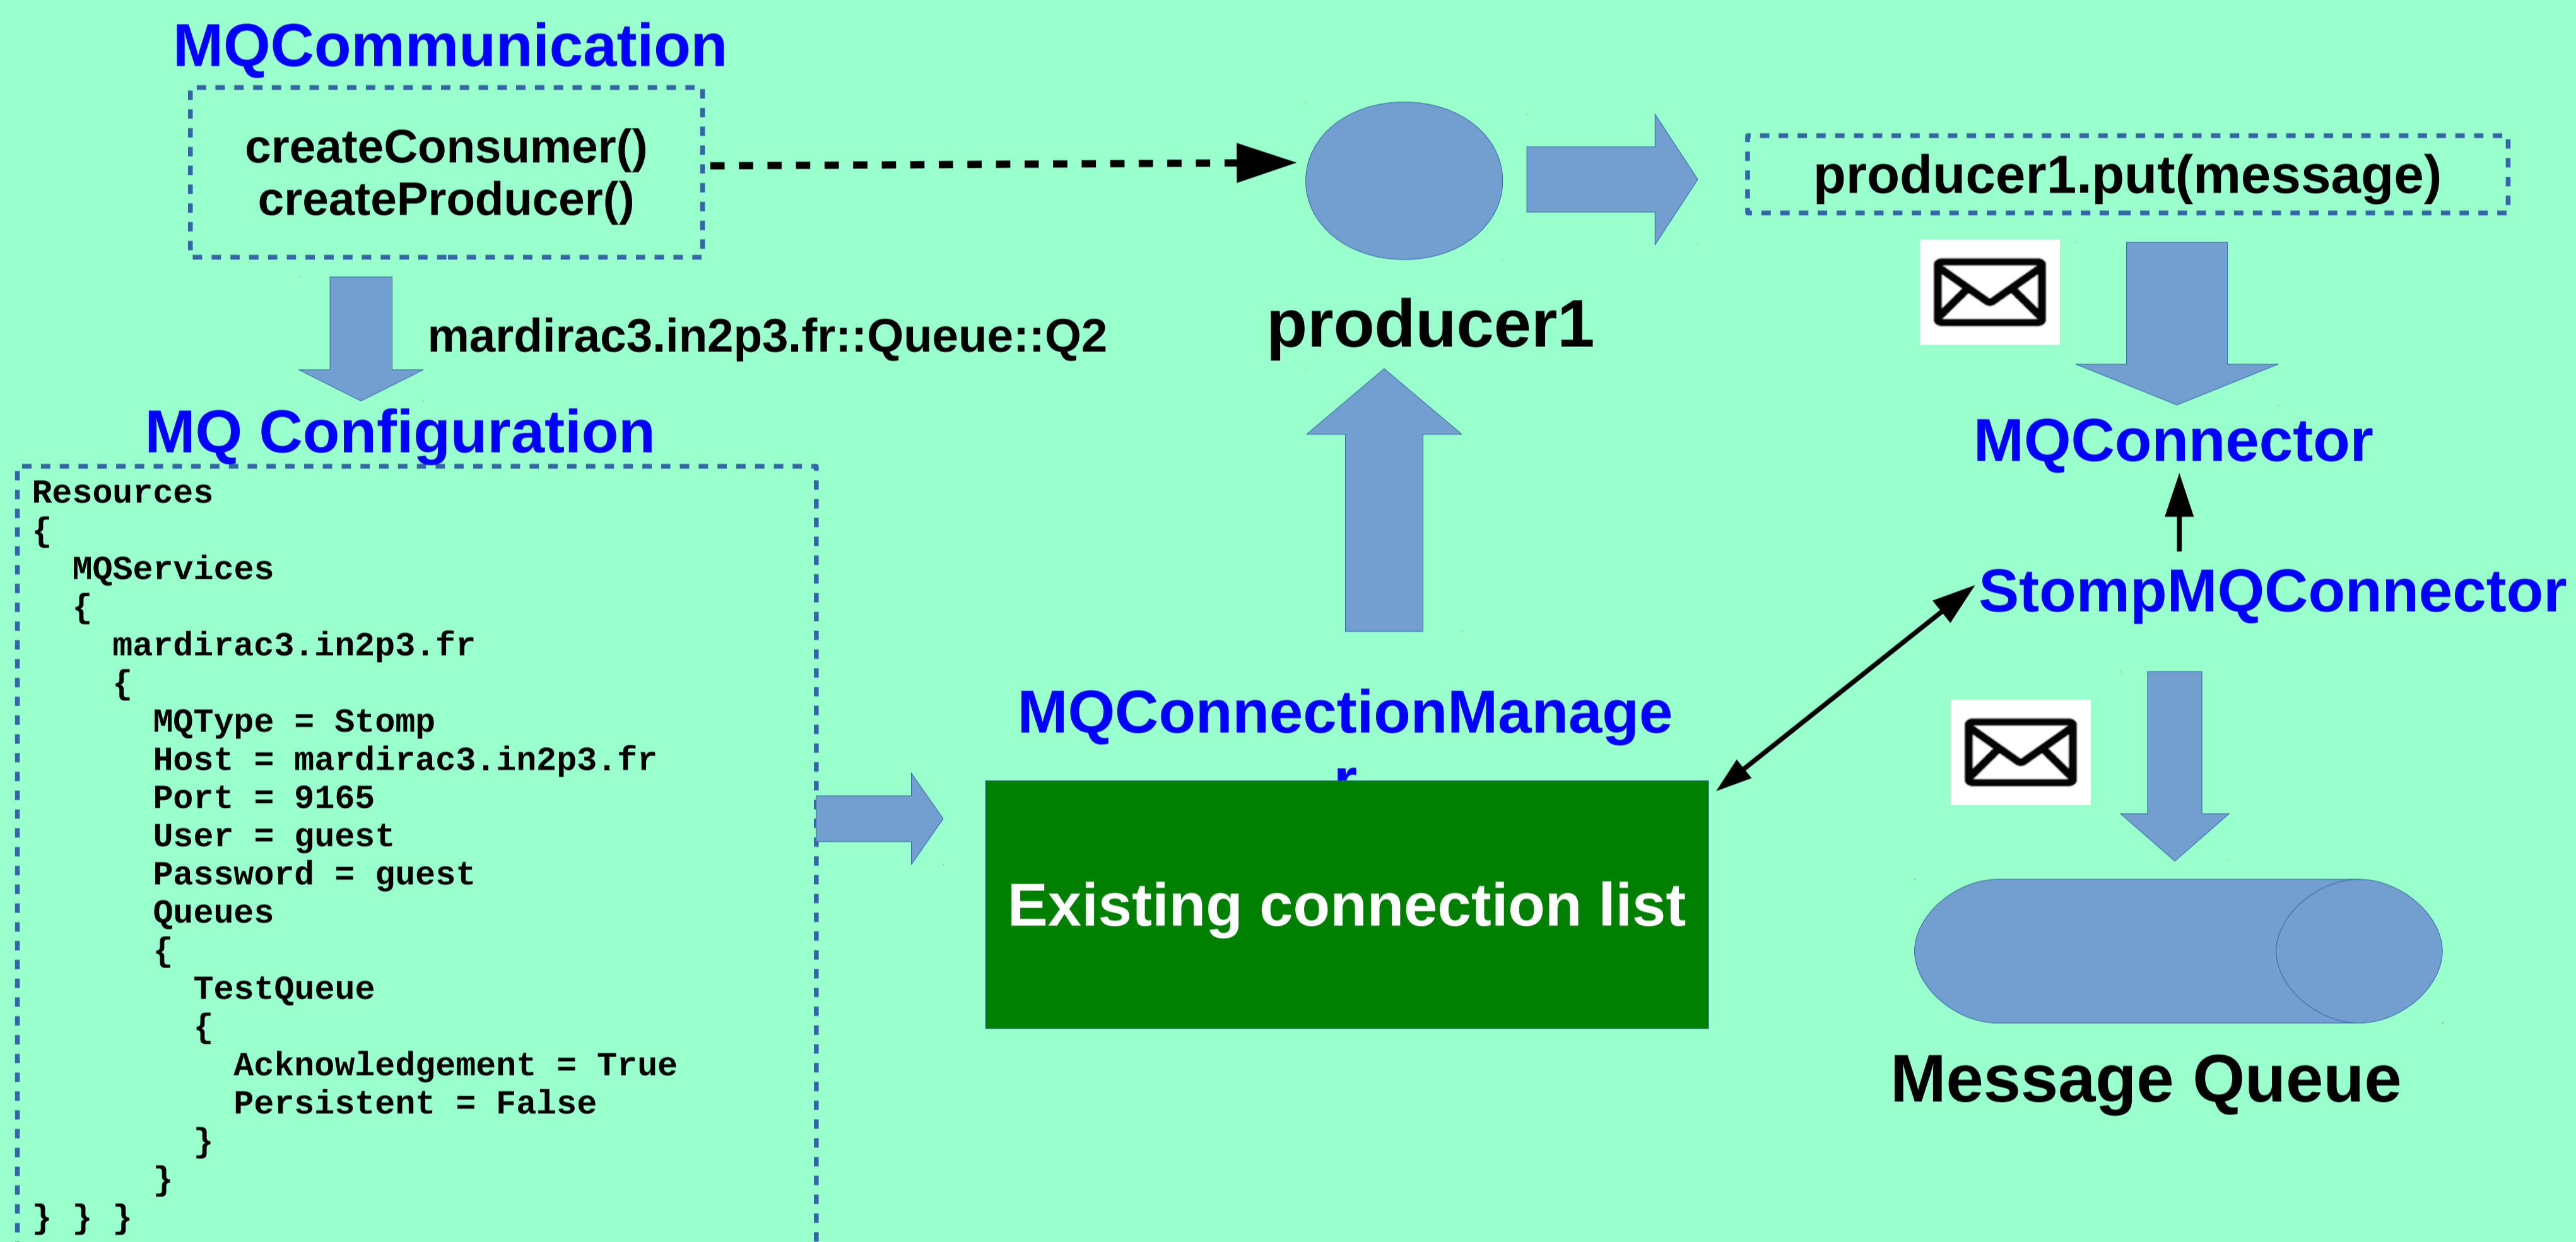 MQCommunication
createConsumer()
createProducer()
mardirac3.in2p3.fr::Queue::Q2
MQ Configuration
Resources
{
  MQServices
  {
    mardirac3.in2p3.fr
    {
      MQType = Stomp
      Host = mardirac3.in2p3.fr
      Port = 9165
      User = guest
      Password = guest
      Queues
      {
        TestQueue
        {
          Acknowledgement = True
          Persistent = False
        }
      }
} } }
producer1
MQConnectionManage
r
Existing connection list
producer1.put(message)
MQConnector
StompMQConnector
Message Queue